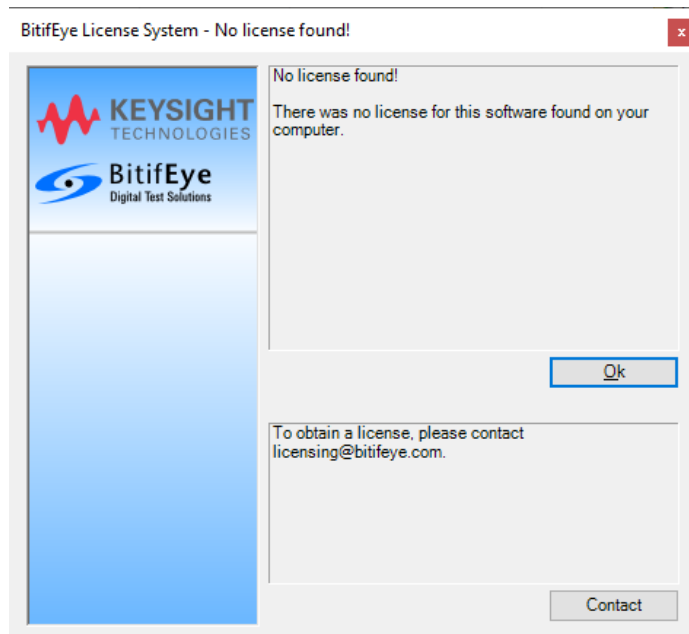 BitifEye License System - No license found!
x
KEYSIGHT
TECHNOLOGIES
BitifEye
Digital Test Solutions
No license found!
There was no license for this software found on your
computer.
Ok
To obtain a license, please contact
licensing@bitifeye.com.
Contact